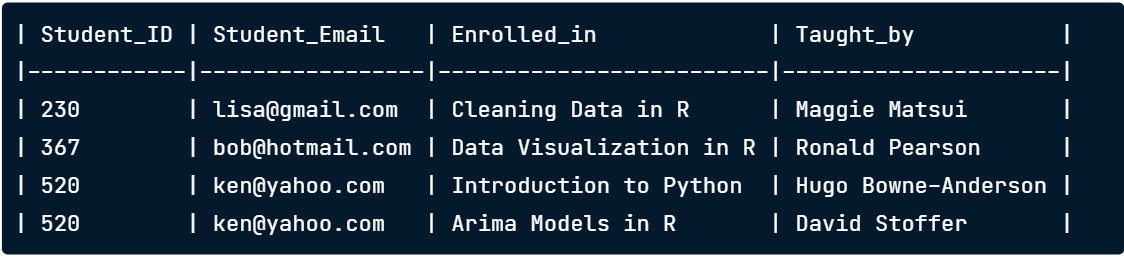 | Student_ID | Student_Email | Enrolled_in | Taught_by |
|------------|-----------------|-------------------------|---------------------|
| 230 | lisa@gmail.com | Cleaning Data in R | Maggie Matsui |
| 367 | bob@hotmail.com | Data Visualization in R | Ronald Pearson |
| 520 | ken@yahoo.com | Introduction to Python | Hugo Bowne-Anderson |
| 520 | ken@yahoo.com | Arima Models in R | David Stoffer |